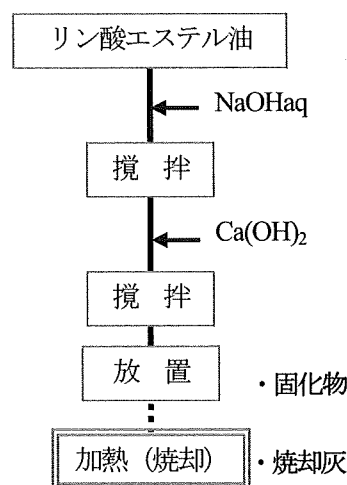 リン酸エステル油
NaOHaq
攪 拌
Ca(OH)₂
攪 拌
放 置
・固化物
加熱（焼却）
・焼却灰